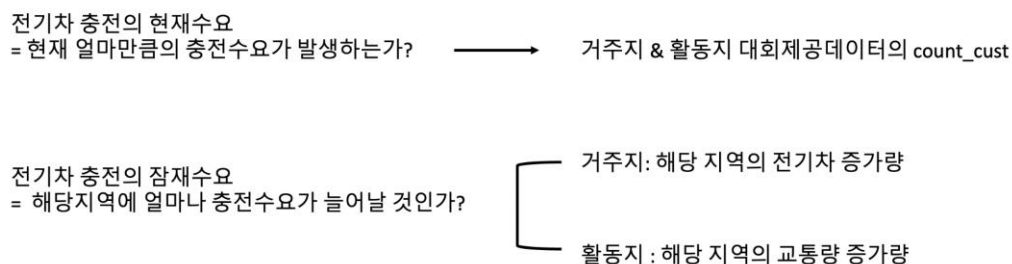 전기차 충전의 현재수요
= 현재 얼마만큼의 충전수요가 발생하는가?
거주지 & 활동지 대회제공데이터의 count_cust
전기차 충전의 잠재수요
= 해당지역에 얼마나 충전수요가 늘어날 것인가?
거주지: 해당 지역의 전기차 증가량
활동지 : 해당 지역의 교통량 증가량